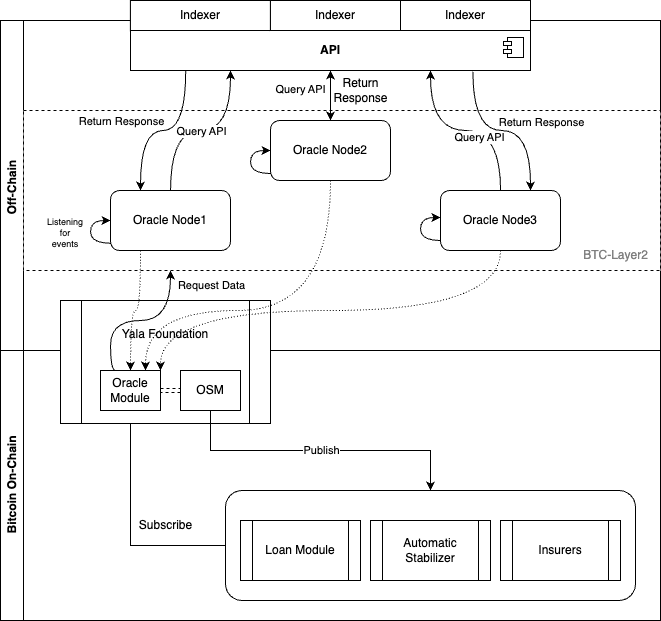 Indexer
Indexer
Indexer
API
Query API
Return
Response
Return Response
Query API
Return Response
Query API
Off-Chain
Oracle Node2
Listening
for
events
Oracle Node1
Oracle Node3
BTC-Layer2
Request Data
Yala Foundation
Oracle
Module
OSM
Bitcoin On-Chain
Publish
Subscribe
Loan Module
Automatic
Stabilizer
Insurers